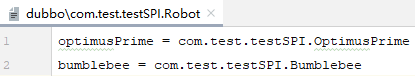 dubbo\com.test.testSPI.Robot
1 optimusPrime = com.test.testSPI.OptimusPrime
2 bumblebee = com.test.testSPI.Bumblebee